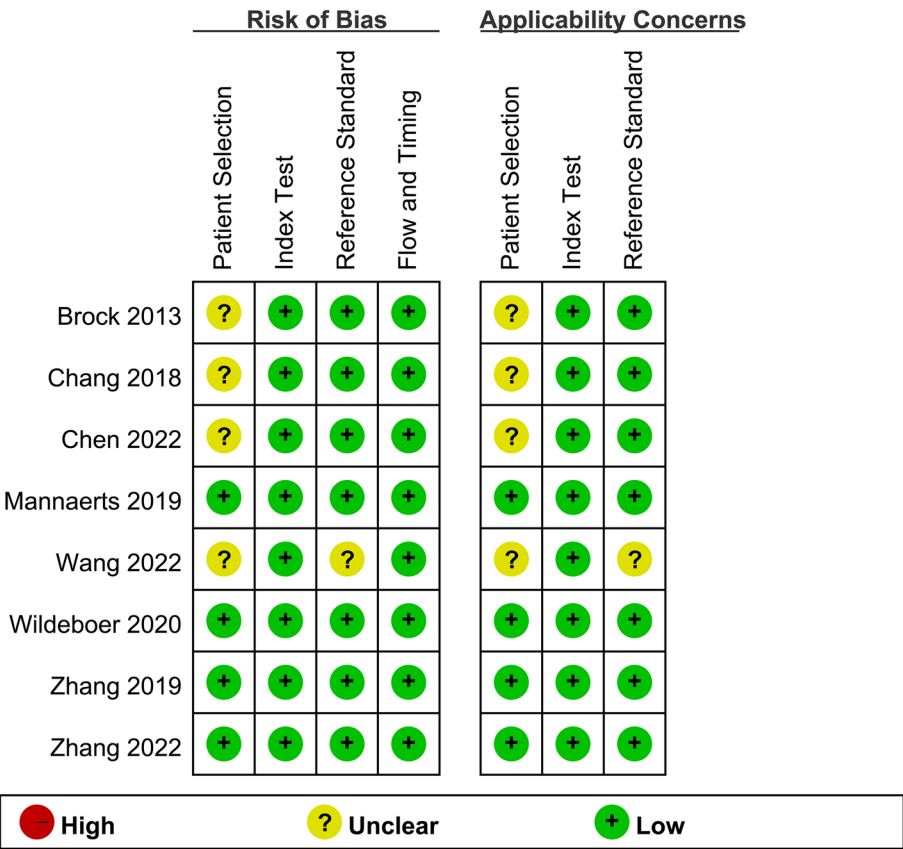 Risk of Bias Applicability Concerns
Patient Selection Index Test Reference Standard Flow and Timing Patient Selection Index Test Reference Standard
Brock 2013 ? + + + ? + +
Chang 2018 ? + + + ? + +
Chen 2022 ? + + + ? + +
Mannaerts 2019 + + + + + + +
Wang 2022 ? + ? + ? + ?
Wildeboer 2020 + + + + + + +
Zhang 2019 + + + + + + +
Zhang 2022 + + + + + + +
– High ? Unclear + Low